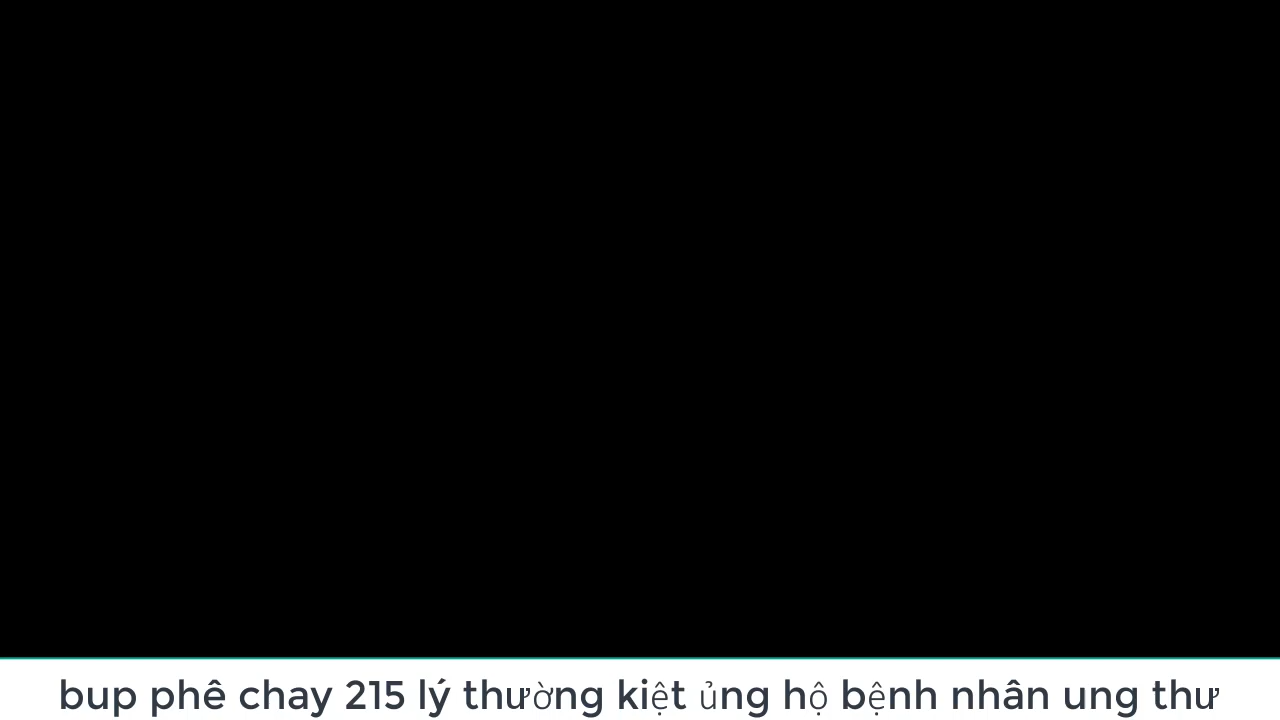 bup phê chay 215 lý thường kiệt ủng hộ bệnh nhân ung thư